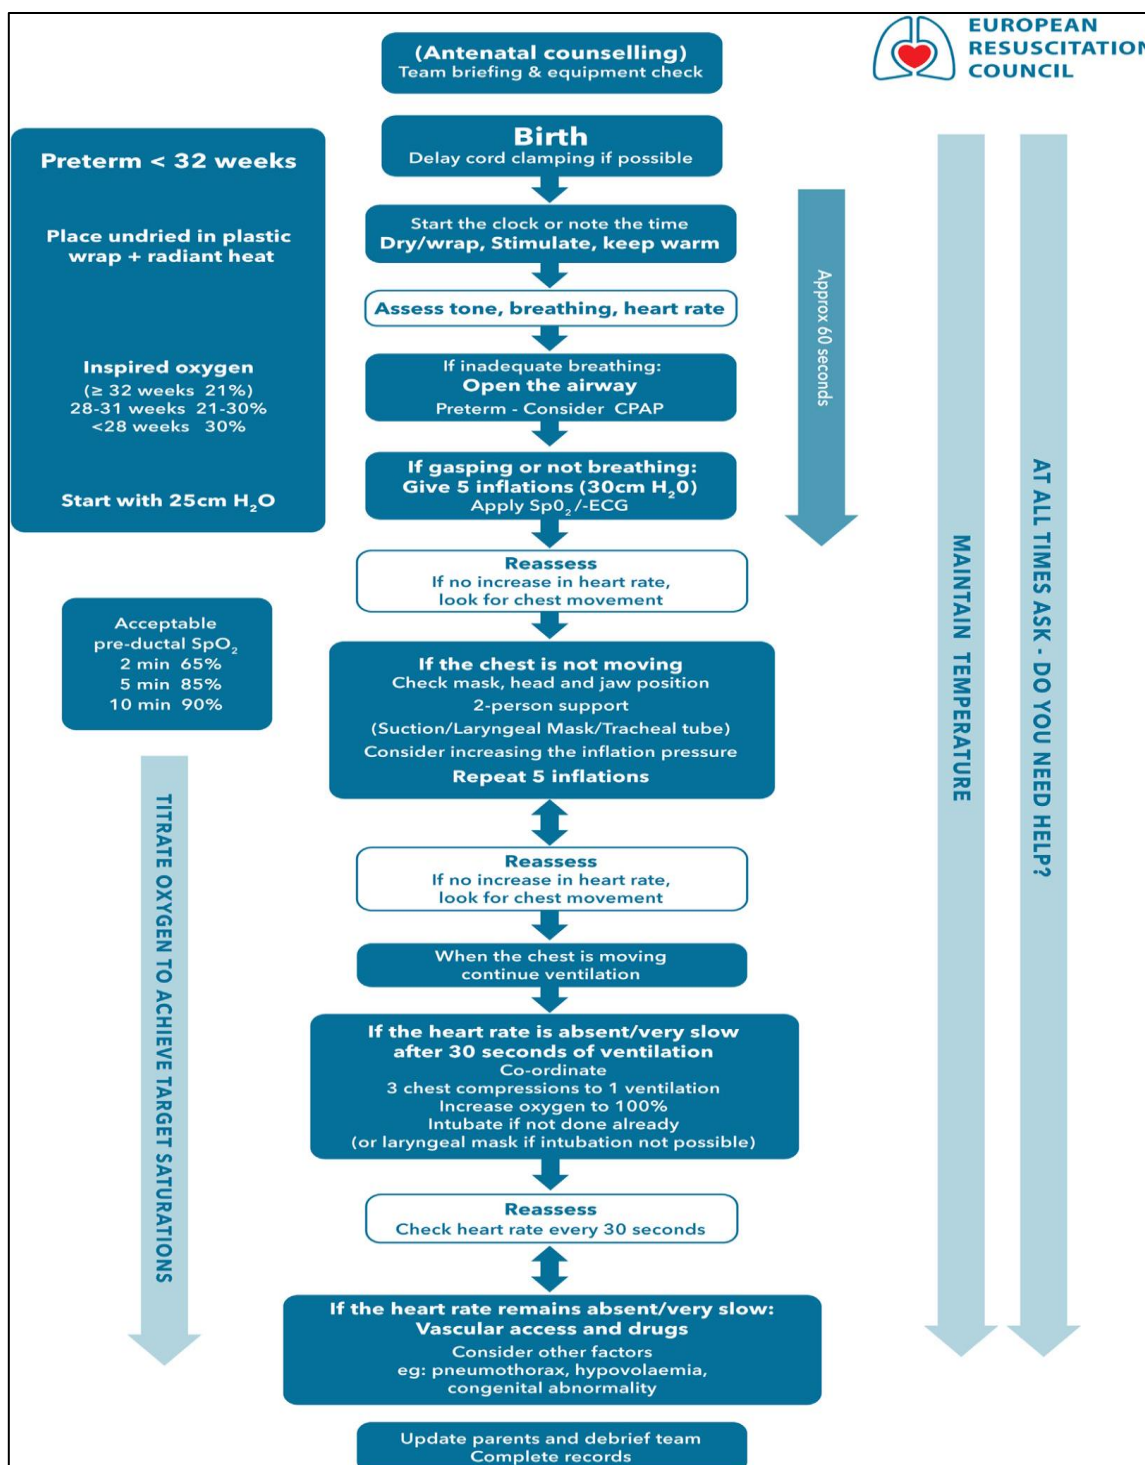 EUROPEAN
RESUSCITATION
COUNCIL
(Antenatal counselling)
Team briefing & equipment check
Birth
Delay cord clamping if possible
Start the clock or note the time
Dry/wrap, Stimulate, keep warm
Assess tone, breathing, heart rate
If inadequate breathing:
Open the airway
Preterm - Consider CPAP
If gasping or not breathing:
Give 5 inflations (30cm H₂0)
Apply Sp0₂/-ECG
Reassess
If no increase in heart rate,
look for chest movement
If the chest is not moving
Check mask, head and jaw position
2-person support
(Suction/Laryngeal Mask/Tracheal tube)
Consider increasing the inflation pressure
Repeat 5 inflations
Reassess
If no increase in heart rate,
look for chest movement
When the chest is moving
continue ventilation
If the heart rate is absent/very slow
after 30 seconds of ventilation
Co-ordinate
3 chest compressions to 1 ventilation
Increase oxygen to 100%
Intubate if not done already
(or laryngeal mask if intubation not possible)
Reassess
Check heart rate every 30 seconds
If the heart rate remains absent/very slow:
Vascular access and drugs
Consider other factors
eg: pneumothorax, hypovolaemia,
congenital abnormality
Update parents and debrief team
Complete records
Preterm < 32 weeks
Place undried in plastic
wrap + radiant heat
Inspired oxygen
(≥ 32 weeks 21%)
28-31 weeks 21-30%
<28 weeks 30%
Start with 25cm H₂O
Acceptable
pre-ductal SpO₂
2 min 65%
5 min 85%
10 min 90%
TITRATE OXYGEN TO ACHIEVE TARGET SATURATIONS
Approx 60 seconds
MAINTAIN TEMPERATURE
AT ALL TIMES ASK - DO YOU NEED HELP?